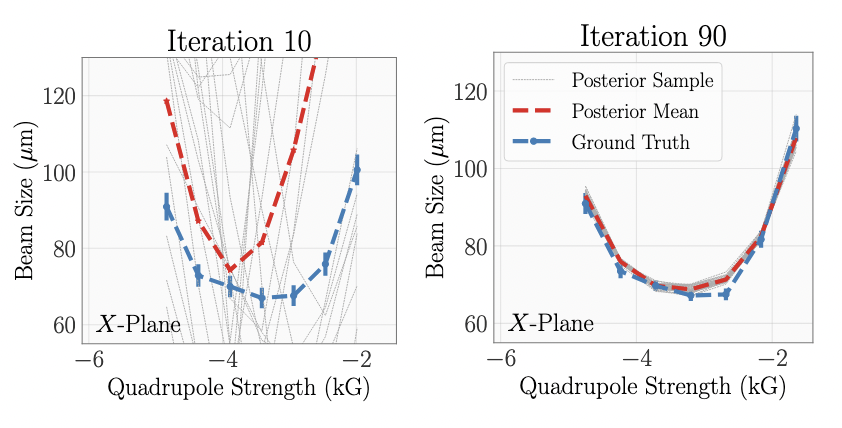 Iteration 10
120
100
80
60
Beam Size (μm)
X-Plane
−6
−4
−2
Quadrupole Strength (kG)
Iteration 90
120
100
80
60
Beam Size (μm)
Posterior Sample
Posterior Mean
Ground Truth
X-Plane
−6
−4
−2
Quadrupole Strength (kG)